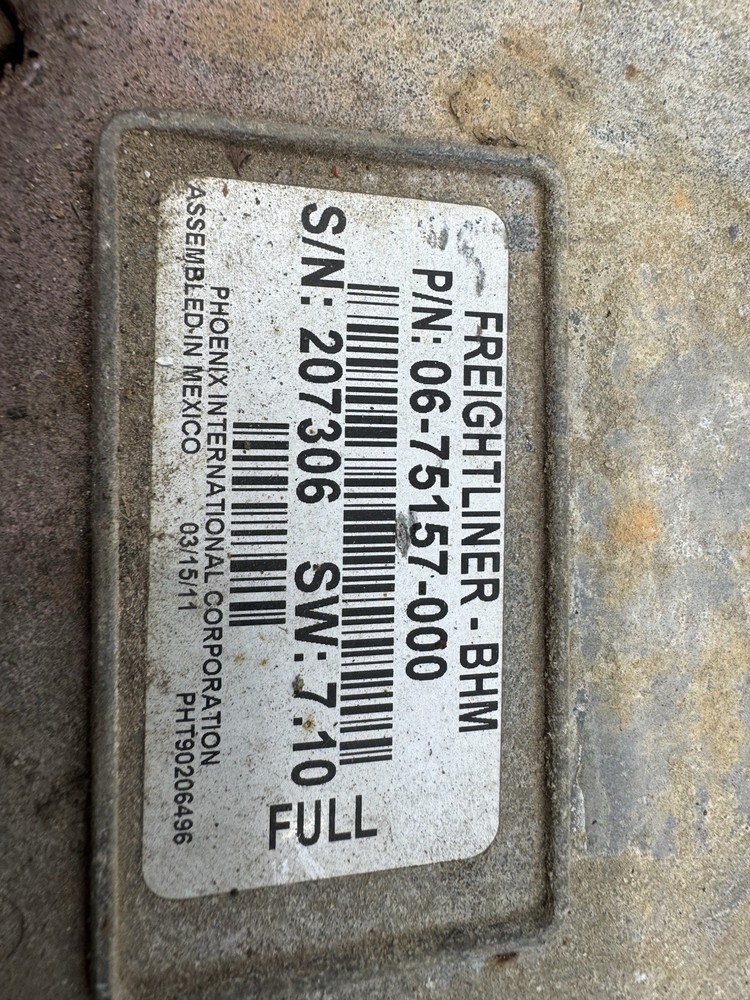 FREIGHTLINER - BHM
P/N: 06-75157-000
S/N: 207306 SW: 7.10
FULL
PHOENIX INTERNATIONAL CORPORATION
ASSEMBLED IN MEXICO 03/15/11 PHT90206496